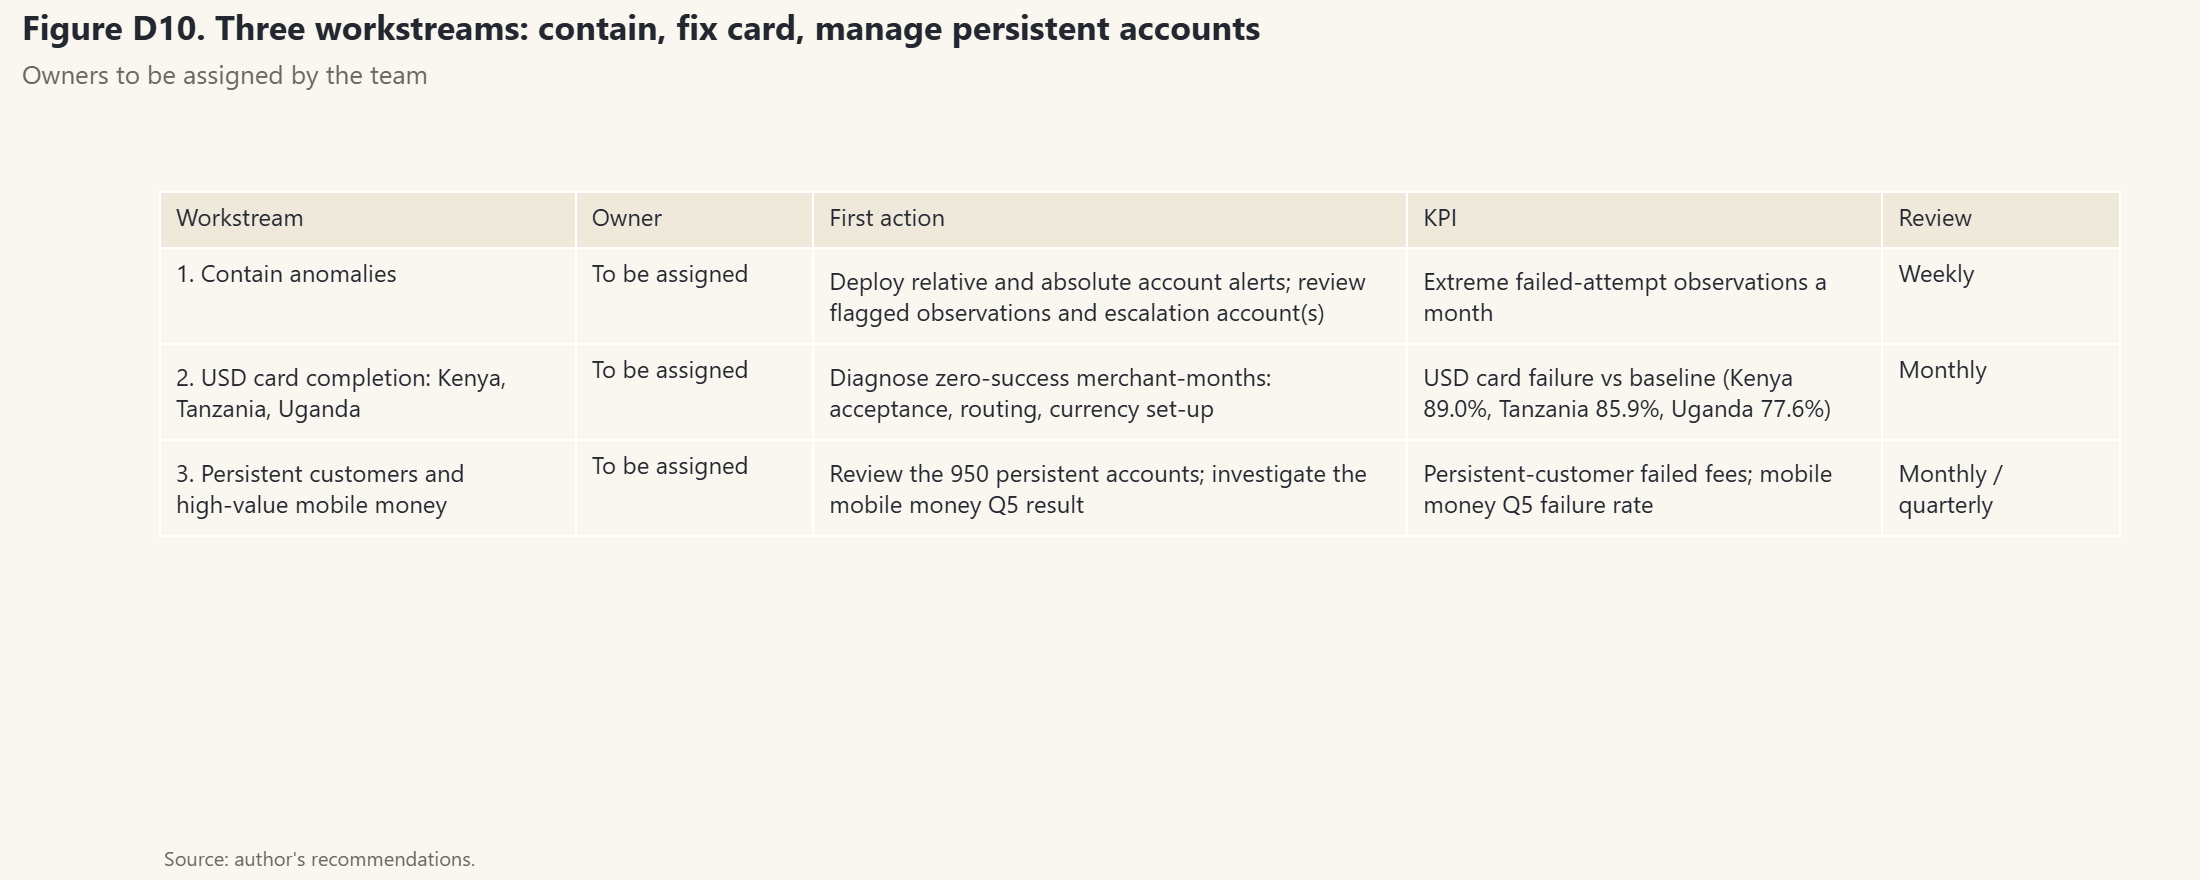 Figure D10. Three workstreams: contain, fix card, manage persistent accounts
Owners to be assigned by the team
Workstream
Owner
First action
KPI
Review
1. Contain anomalies
To be assigned
Deploy relative and absolute account alerts; review
flagged observations and escalation account(s)
Extreme failed-attempt observations a
month
Weekly
2. USD card completion: Kenya,
Tanzania, Uganda
To be assigned
Diagnose zero-success merchant-months:
acceptance, routing, currency set-up
USD card failure vs baseline (Kenya
89.0%, Tanzania 85.9%, Uganda 77.6%)
Monthly
3. Persistent customers and
high-value mobile money
To be assigned
Review the 950 persistent accounts; investigate the
mobile money Q5 result
Persistent-customer failed fees; mobile
money Q5 failure rate
Monthly /
quarterly
Source: author's recommendations.